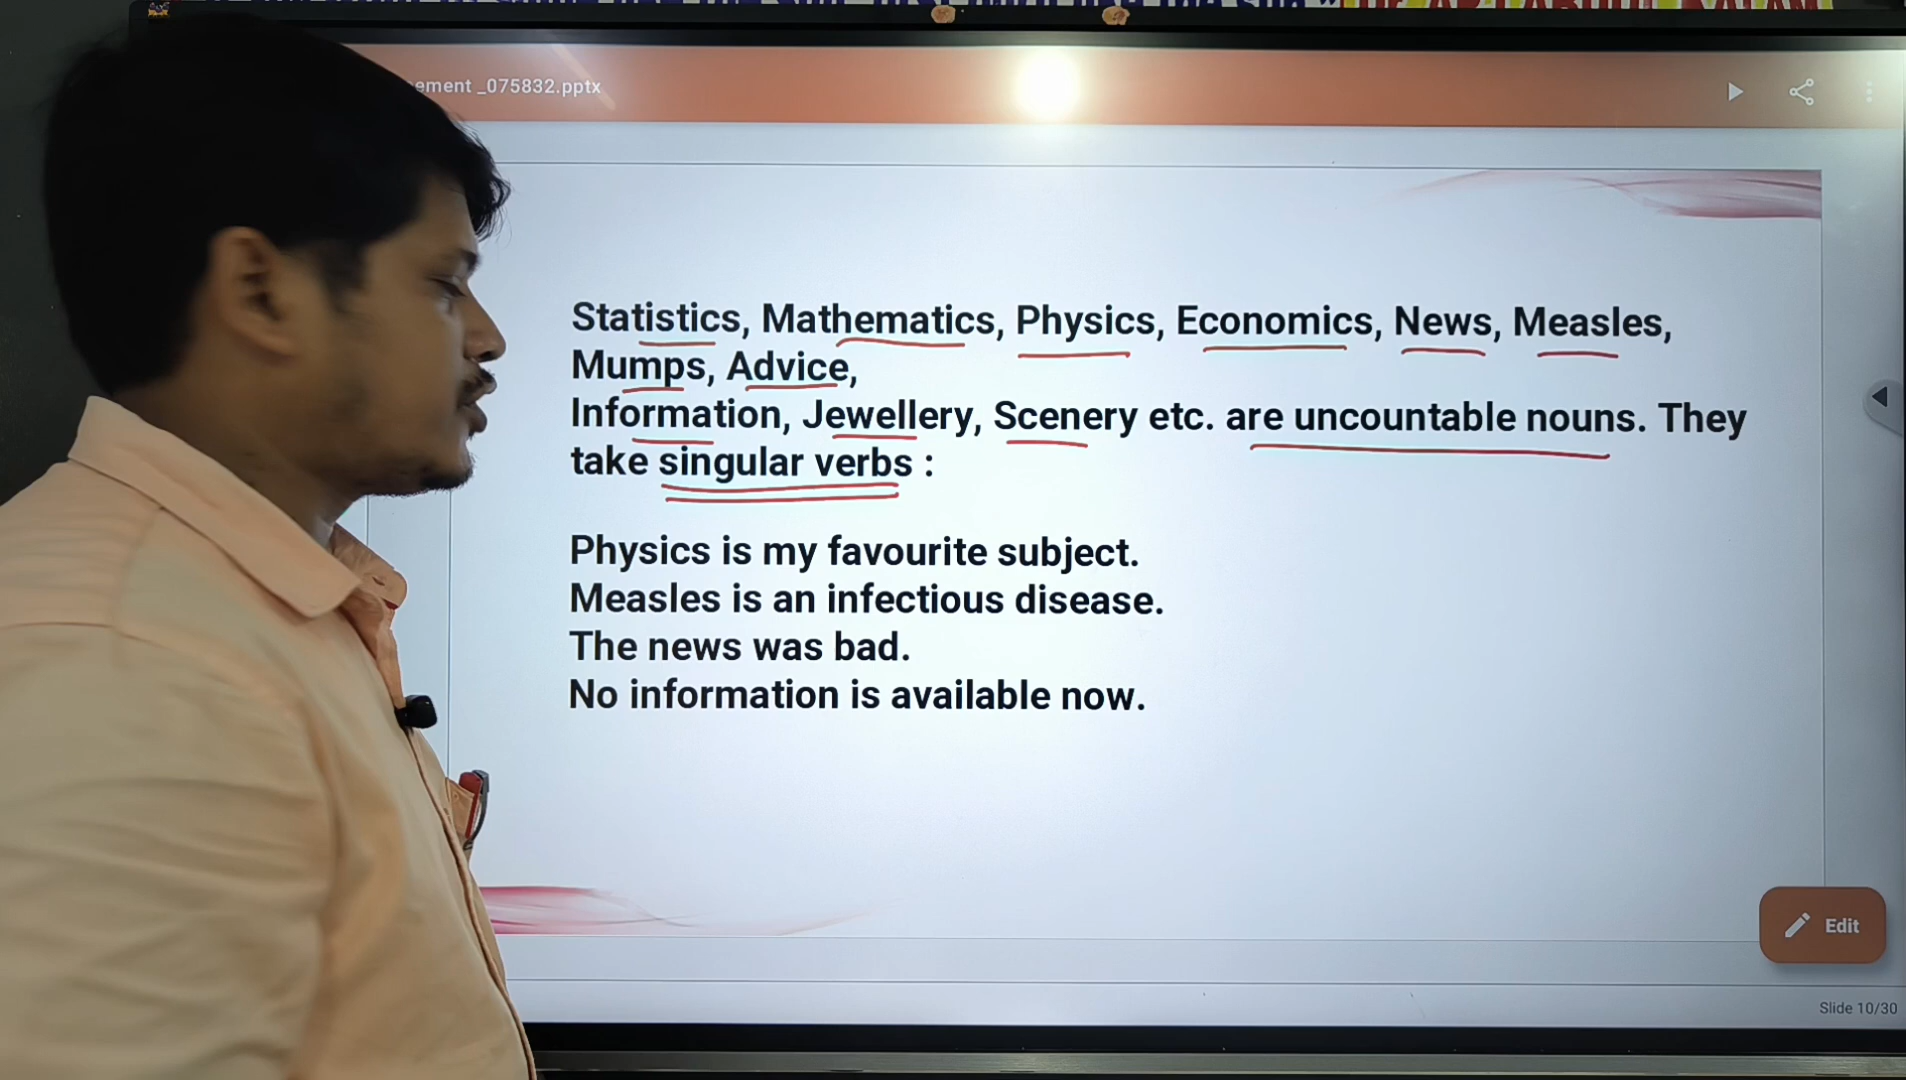 ement _075832.pptx
Statistics, Mathematics, Physics, Economics, News, Measles,
Mumps, Advice,
Information, Jewellery, Scenery etc. are uncountable nouns. They
take singular verbs :
Physics is my favourite subject.
Measles is an infectious disease.
The news was bad.
No information is available now.
Edit
Slide 10/30